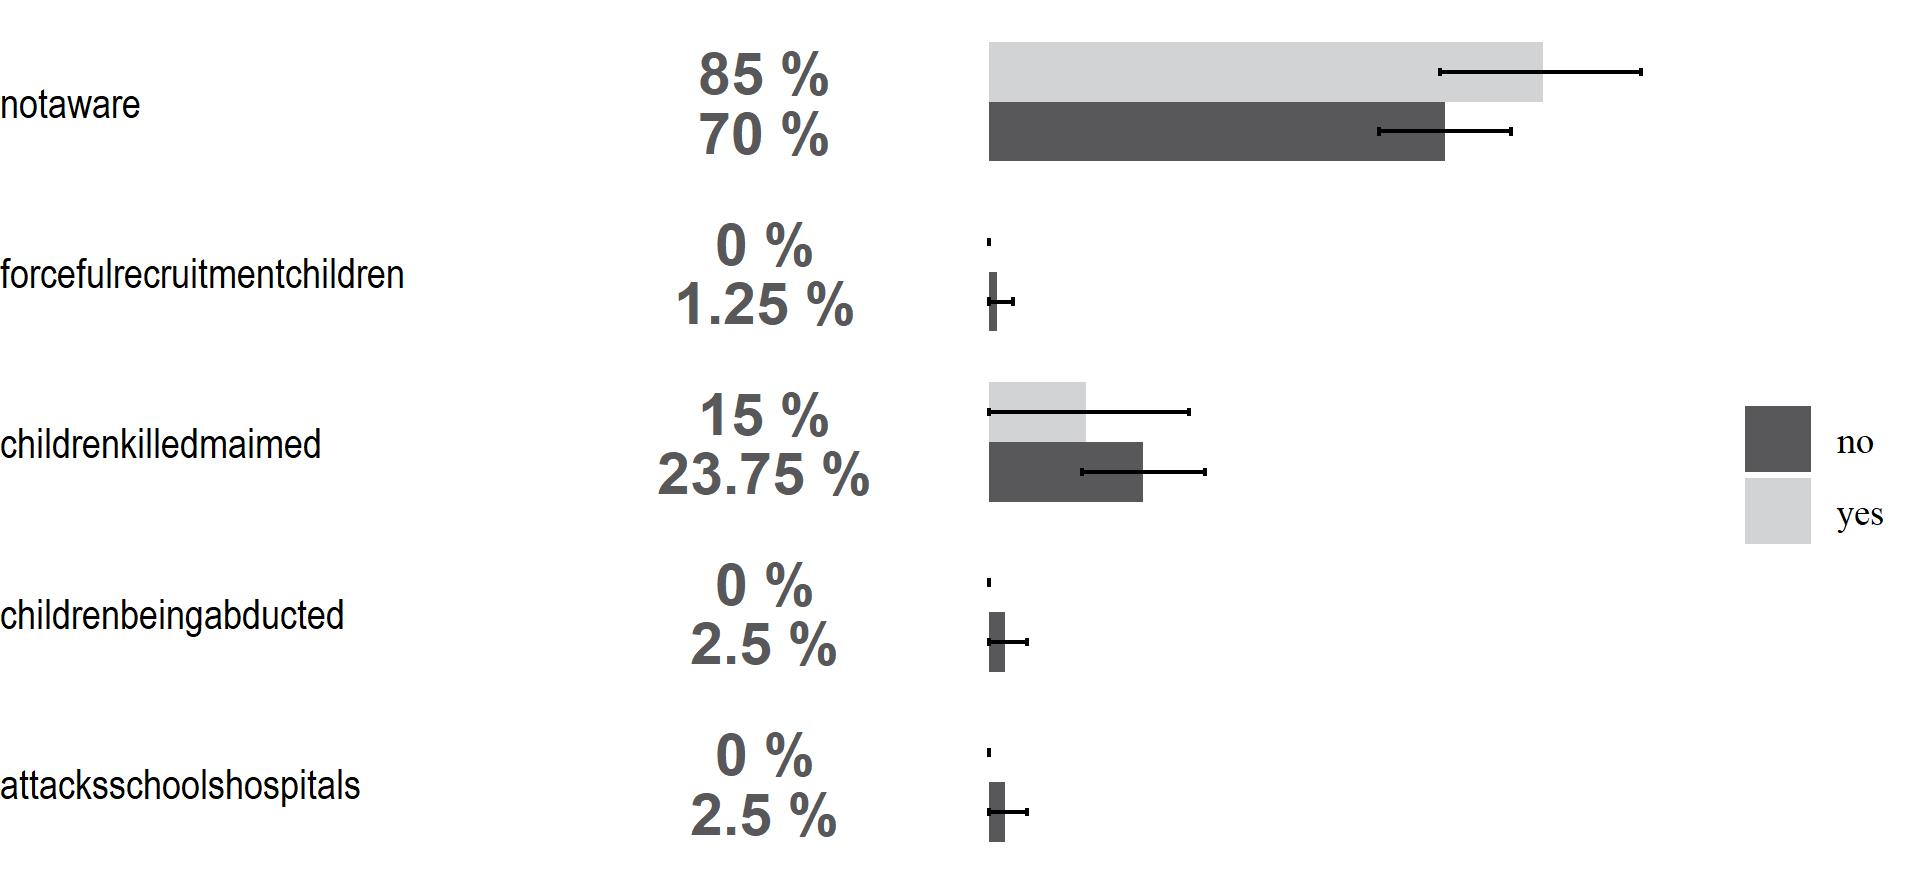 notaware
85 %
70 %
forcefulrecruitmentchildren
0 %
1.25 %
childrenkilledmaimed
15 %
23.75 %
no
yes
childrenbeingabducted
0 %
2.5 %
attacksschoolshospitals
0 %
2.5 %